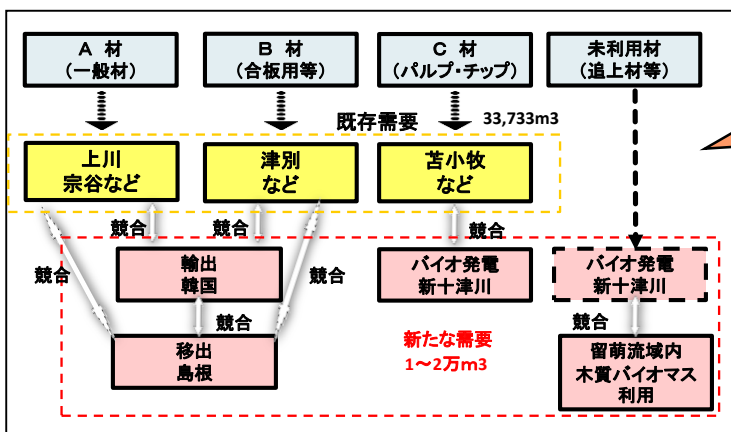 A 材
（一般材）
B 材
（合板用等）
C 材
（パルプ・チップ）
未利用材
（追上材等）
既存需要
33,733m3
上川
宗谷など
津別
など
苫小牧
など
競合
競合
競合
競合
競合
輸出
韓国
バイオ発電
新十津川
バイオ発電
新十津川
競合
競合
移出
島根
新たな需要
1～2万m3
留萌流域内
木質バイオマス
利用